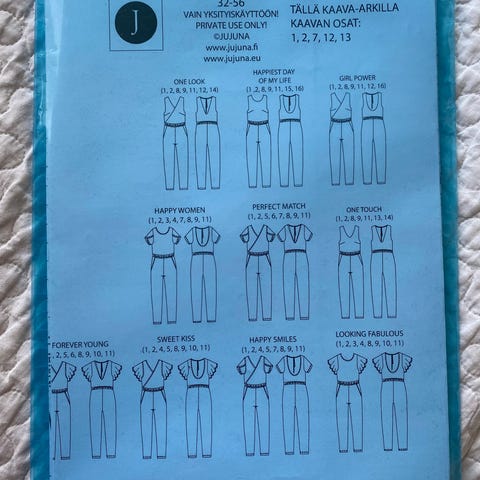 J
32-56
VAIN YKSITYISKÄYTTÖÖN!
PRIVATE USE ONLY!
©JUJUNA
www.jujuna.fi
www.jujuna.eu
TÄLLÄ KAAVA-ARKILLA
KAAVAN OSAT:
1, 2, 7, 12, 13
ONE LOOK
(1, 2, 8, 9, 11, 12, 14)
HAPPIEST DAY
OF MY LIFE
(1 ,2, 8, 9, 11, 15, 16)
GIRL POWER
(1, 2, 8, 9, 11, 12, 16)
HAPPY WOMEN
(1, 2, 3, 4, 7, 8, 9, 11)
PERFECT MATCH
(1, 2, 5, 6, 7, 8, 9, 11)
ONE TOUCH
(1, 2, 8, 9, 11, 13, 14)
FOREVER YOUNG
, 2, 5, 6, 8, 9, 10, 11)
SWEET KISS
(1, 2, 4, 5, 8, 9, 10, 11)
HAPPY SMILES
(1, 2, 4, 5, 7, 8, 9, 11)
LOOKING FABULOUS
(1, 2, 3, 4, 8, 9, 10, 11)